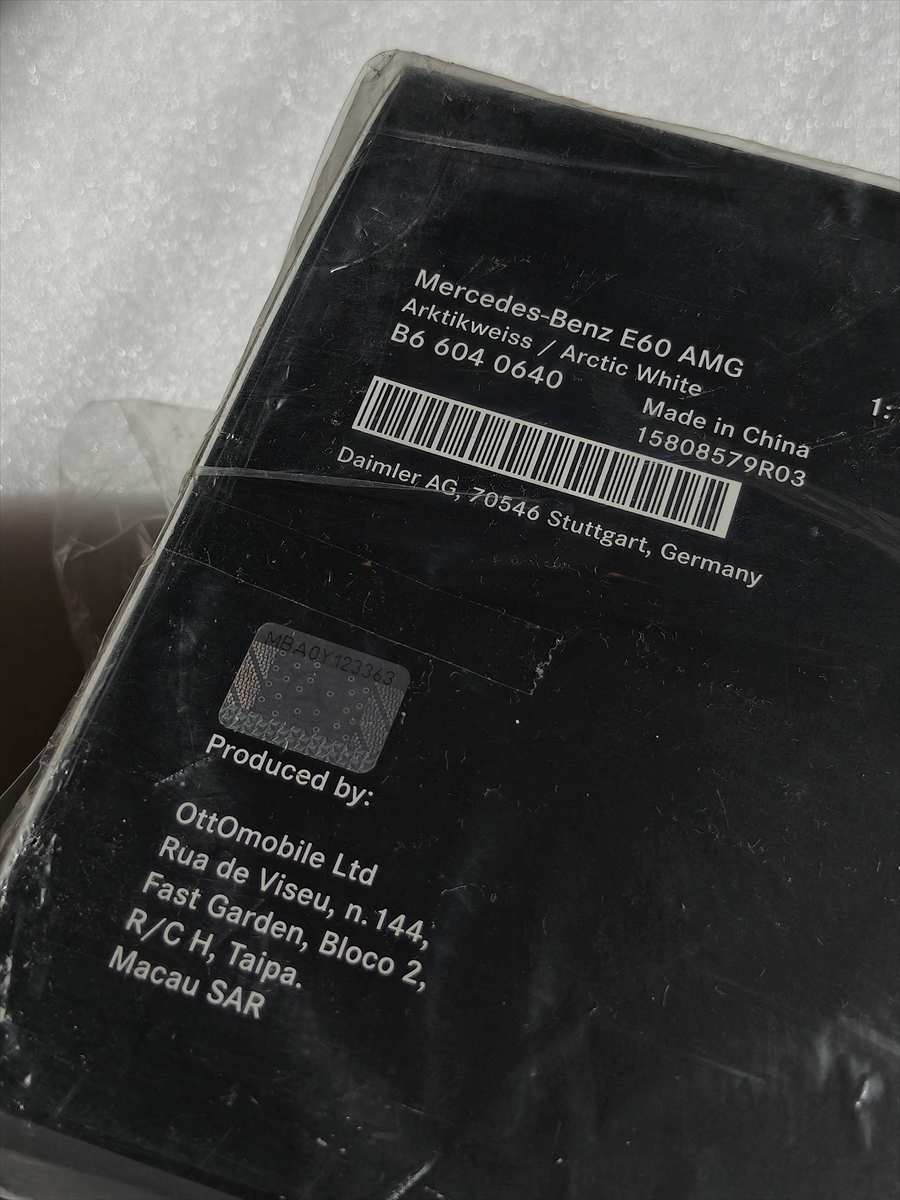 Mercedes-Benz E60 AMG
Arktikweiss / Arctic White
B6 604 0640
1:
Made in China
15808579R03
Daimler AG, 70546 Stuttgart, Germany
MBA0Y123363
Produced by:
OttOmobile Ltd
Rua de Viseu, n. 144,
Fast Garden, Bloco 2,
R/C H, Taipa.
Macau SAR